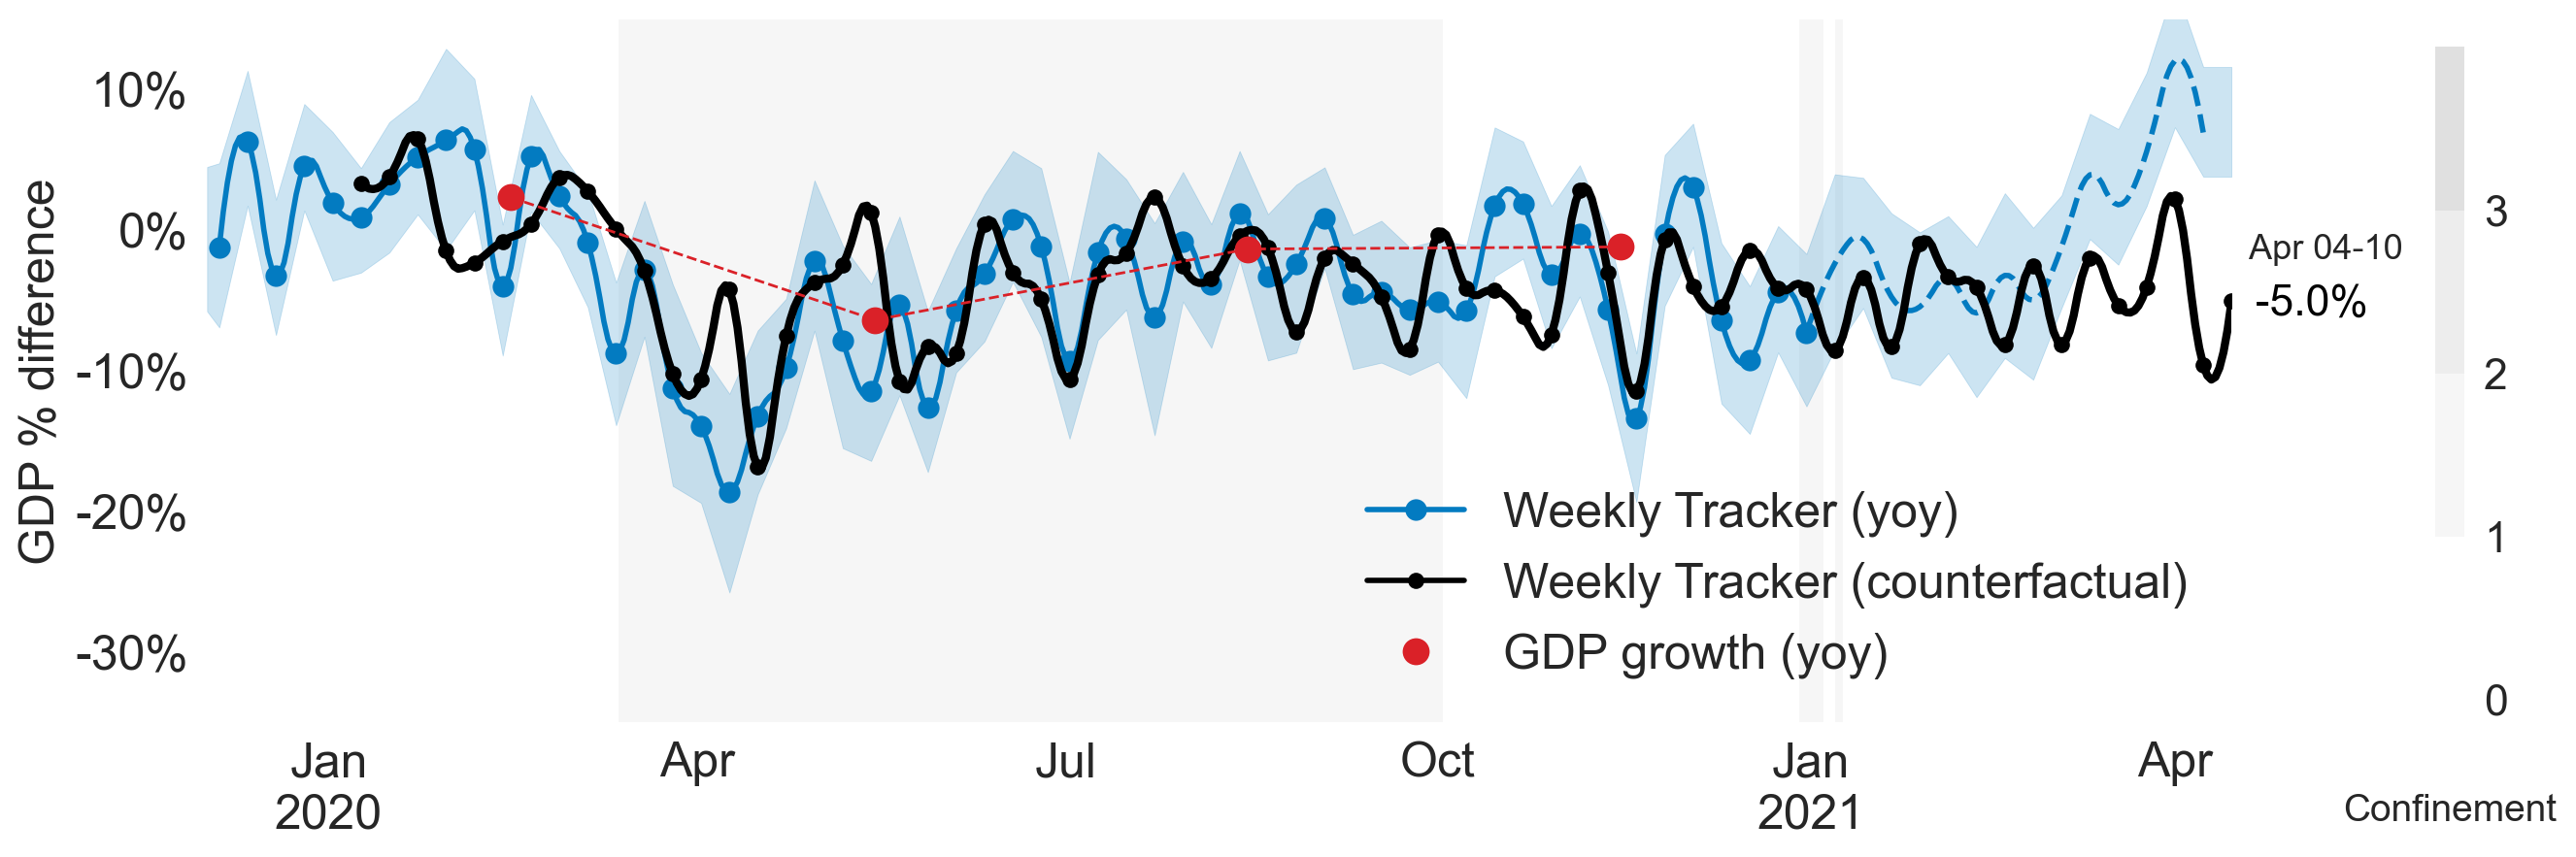 GDP % difference
10%
0%
-10%
-20%
-30%
Weekly Tracker (yoy)
Weekly Tracker (counterfactual)
GDP growth (yoy)
Apr 04-10
-5.0%
3
2
1
0
Jan Apr Jul Oct Jan Apr
2020 2021
Confinement